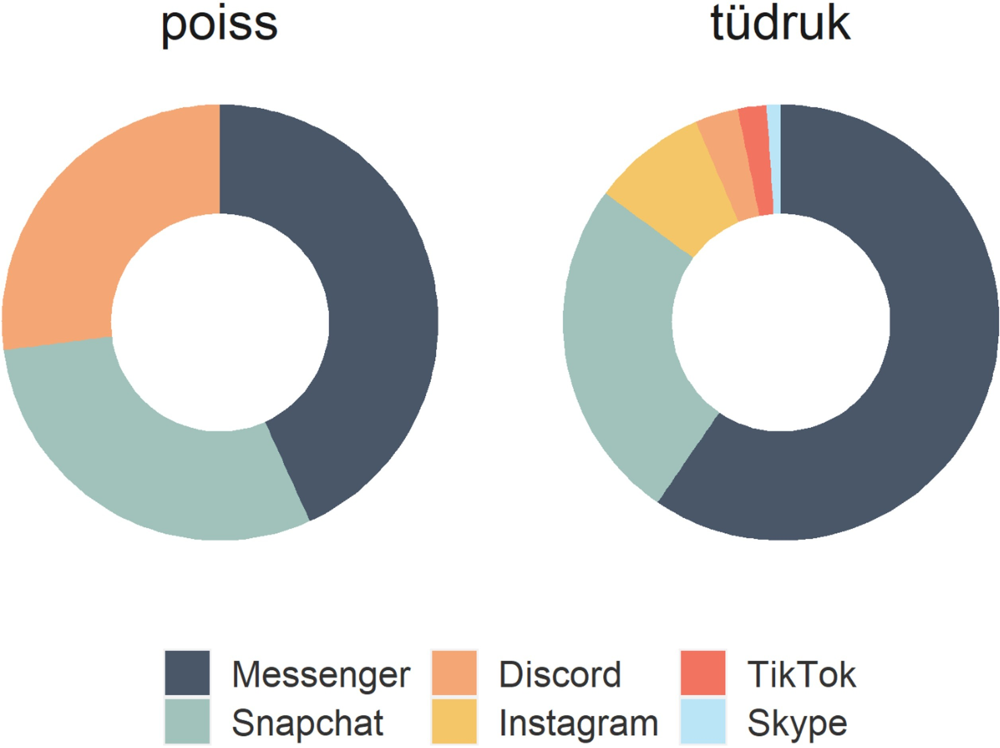 poiss tüdruk
Messenger Discord TikTok
Snapchat Instagram Skype